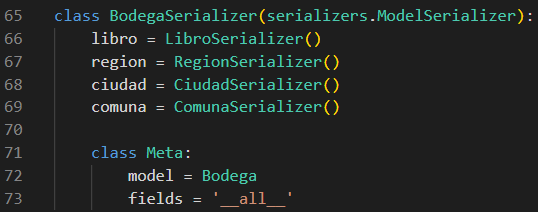 65 class BodegaSerializer(serializers.ModelSerializer):
66     libro = LibroSerializer()
67     region = RegionSerializer()
68     ciudad = CiudadSerializer()
69     comuna = ComunaSerializer()
70
71     class Meta:
72         model = Bodega
73         fields = '__all__'